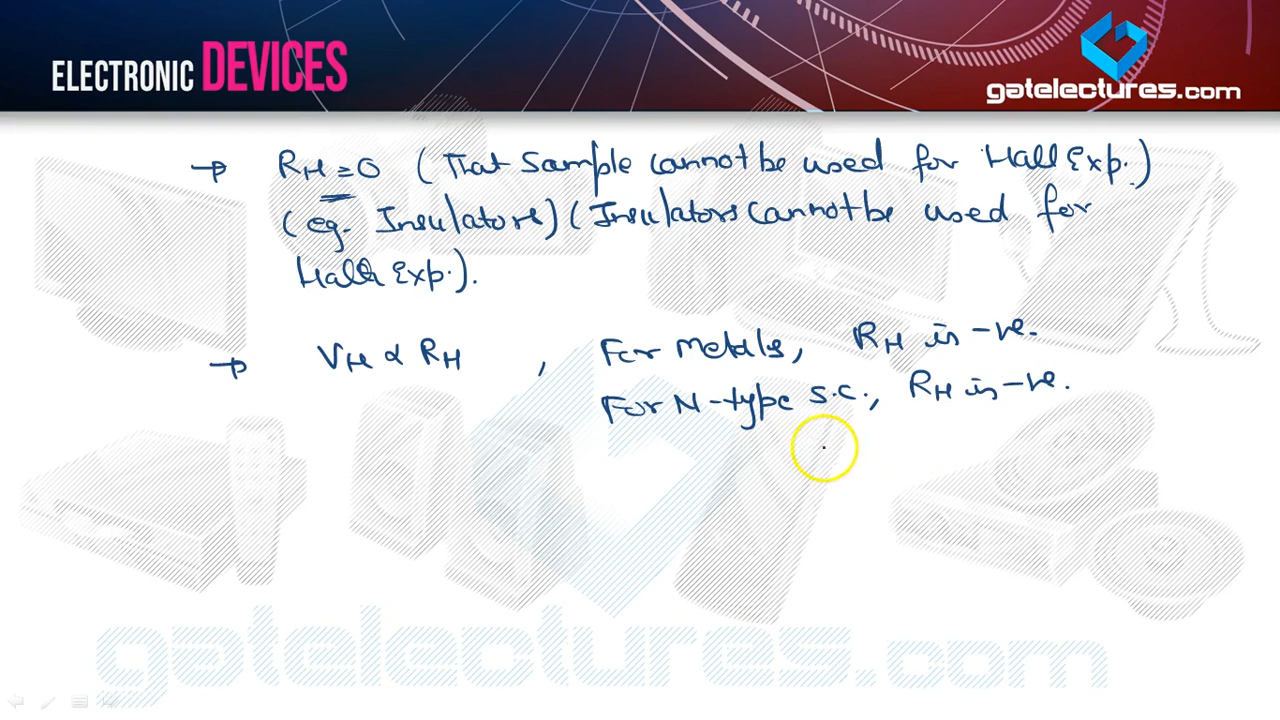 ELECTRONIC DEVICES
gatelectures.com
→ RH = 0 (That Sample cannot be used for Hall Exp.)
(eg. Insulators) (Insulators cannot be used for
Hall Exp.).
→ VH ∝ RH , For Metals, RH is -ve.
For N-type s.c., RH is -ve.
gatelectures.com